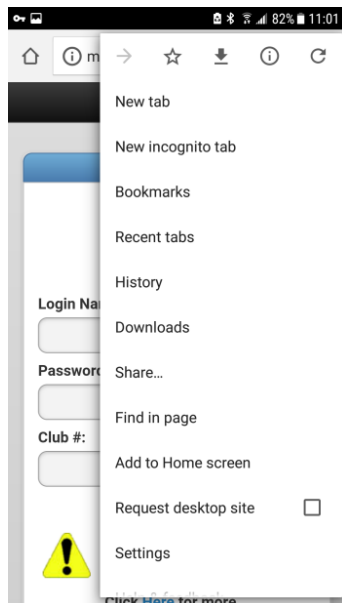 82% 11:01
m
New tab
New incognito tab
Bookmarks
Recent tabs
History
Login Na
Downloads
Password
Share...
Find in page
Club #:
Add to Home screen
Request desktop site
Settings
Click Here for more